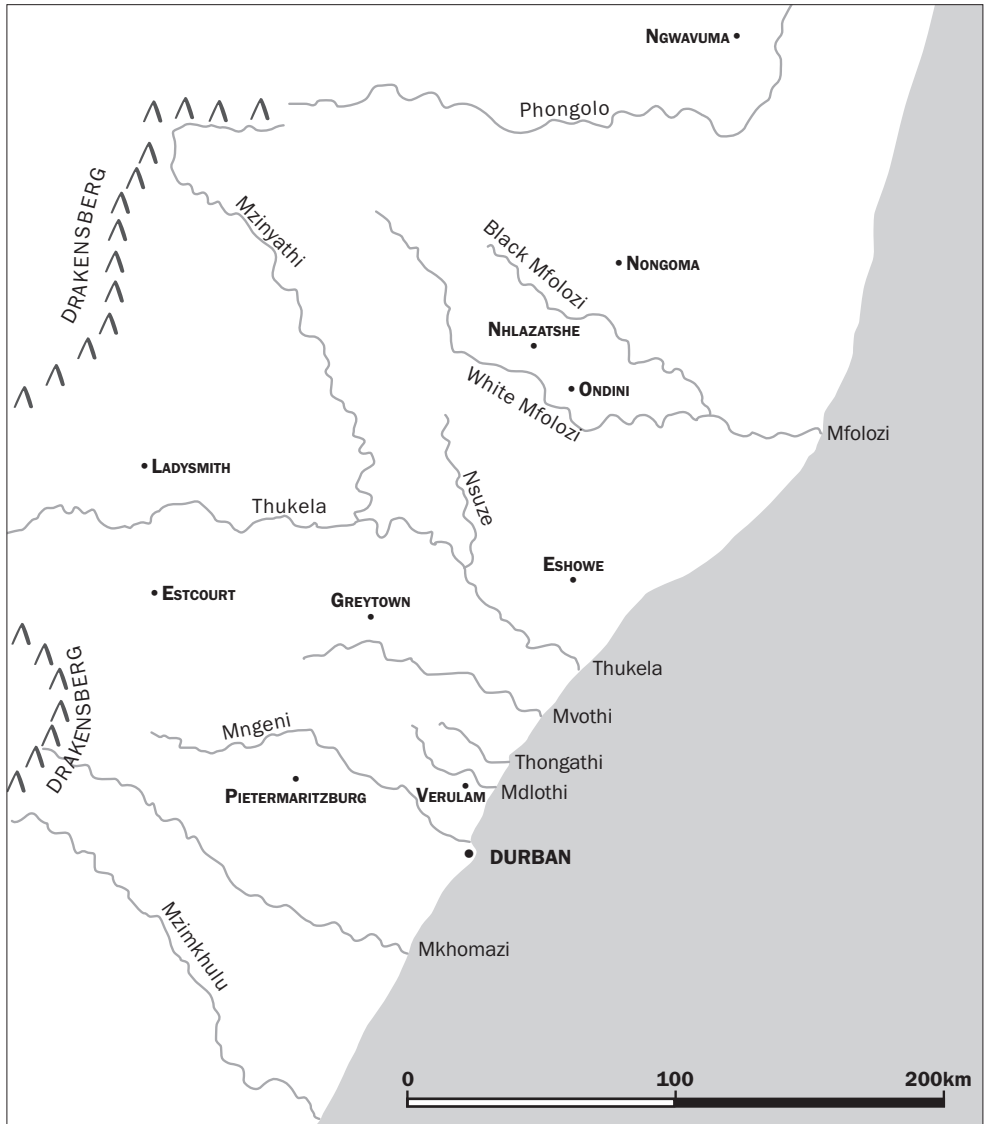 NGWAVUMA
Phongolo
DRAKENSBERG
Mzinyathi
Black Mfolozi
NONGOMA
NHLAZATSHE
White Mfolozi
ONDINI
Mfolozi
LADYSMITH
Thukela
Nsuze
ESHOWE
ESTCOURT
GREYTOWN
DRAKENSBERG
Thukela
Mvothi
Mngeni
Thongathi
PIETERMARITZBURG
VERULAM
Mdlothi
DURBAN
Mzimkhulu
Mkhomazi
0 100 200km